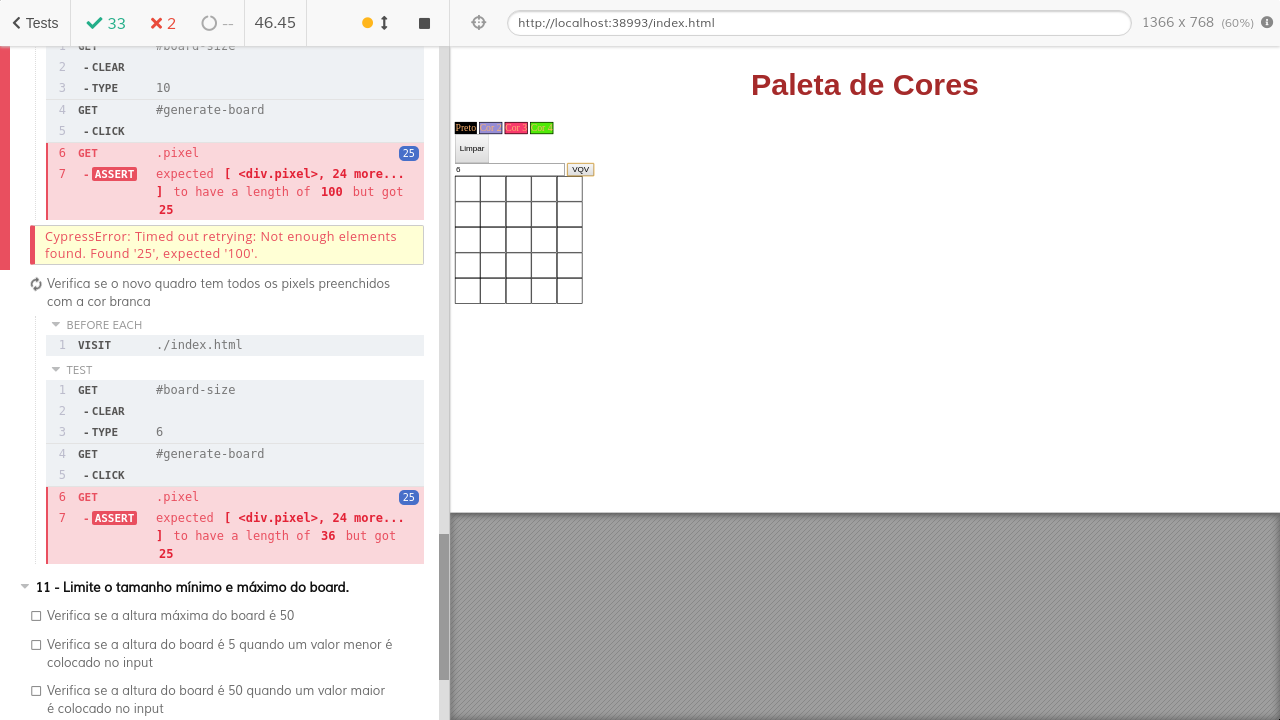 Tests 33 2 -- 46.45
http://localhost:38993/index.html 1366 x 768 (60%)
1 GET #board-size
2 -CLEAR
3 -TYPE 10
4 GET #generate-board
5 -CLICK
6 GET .pixel 25
7 -ASSERT expected [ <div.pixel>, 24 more...
] to have a length of 100 but got
25
CypressError: Timed out retrying: Not enough elements
found. Found '25', expected '100'.
Verifica se o novo quadro tem todos os pixels preenchidos
com a cor branca
BEFORE EACH
1 VISIT ./index.html
TEST
1 GET #board-size
2 -CLEAR
3 -TYPE 6
4 GET #generate-board
5 -CLICK
6 GET .pixel 25
7 -ASSERT expected [ <div.pixel>, 24 more...
] to have a length of 36 but got
25
11 - Limite o tamanho mínimo e máximo do board.
Verifica se a altura máxima do board é 50
Verifica se a altura do board é 5 quando um valor menor é
colocado no input
Verifica se a altura do board é 50 quando um valor maior
é colocado no input
Paleta de Cores
Preto Cor 2 Cor 3 Cor
Limpar
6 VQV